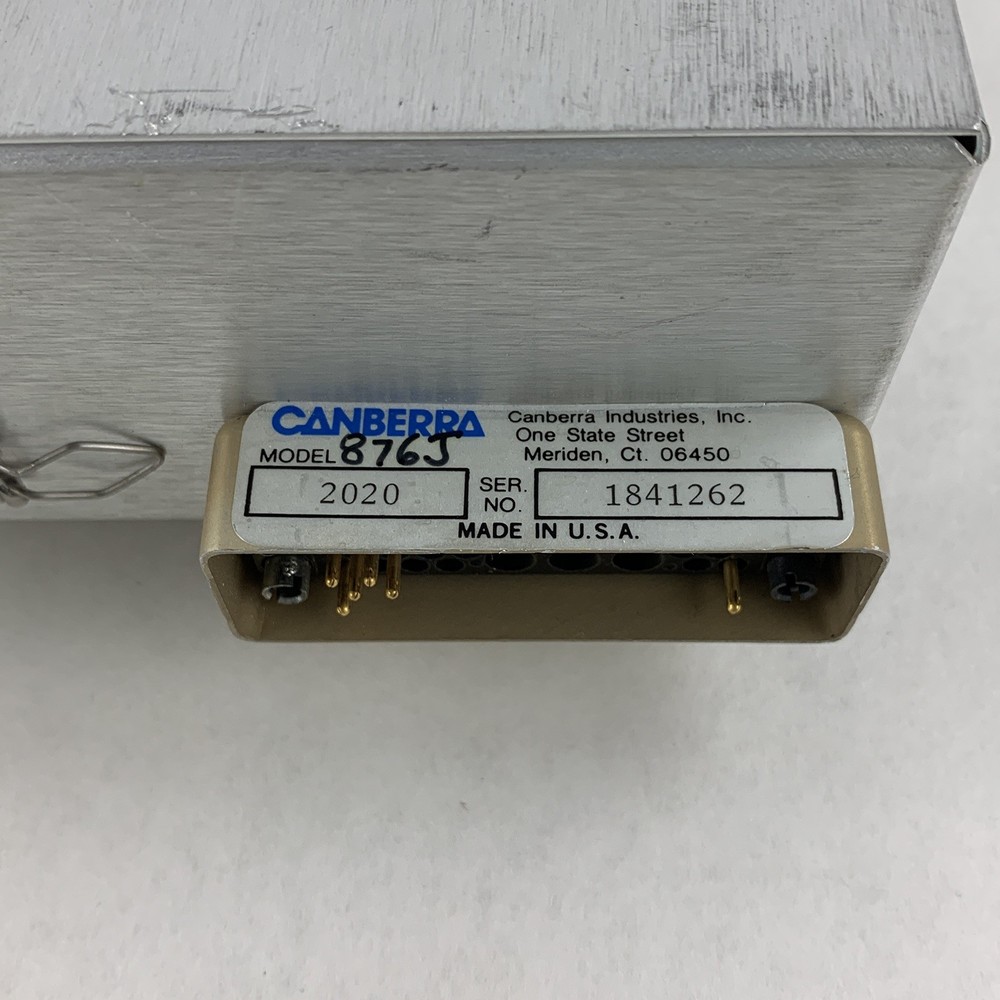 CANBERRA
MODEL 876J
2020
Canberra Industries, Inc.
One State Street
Meriden, Ct. 06450
SER. NO.
1841262
MADE IN U.S.A.